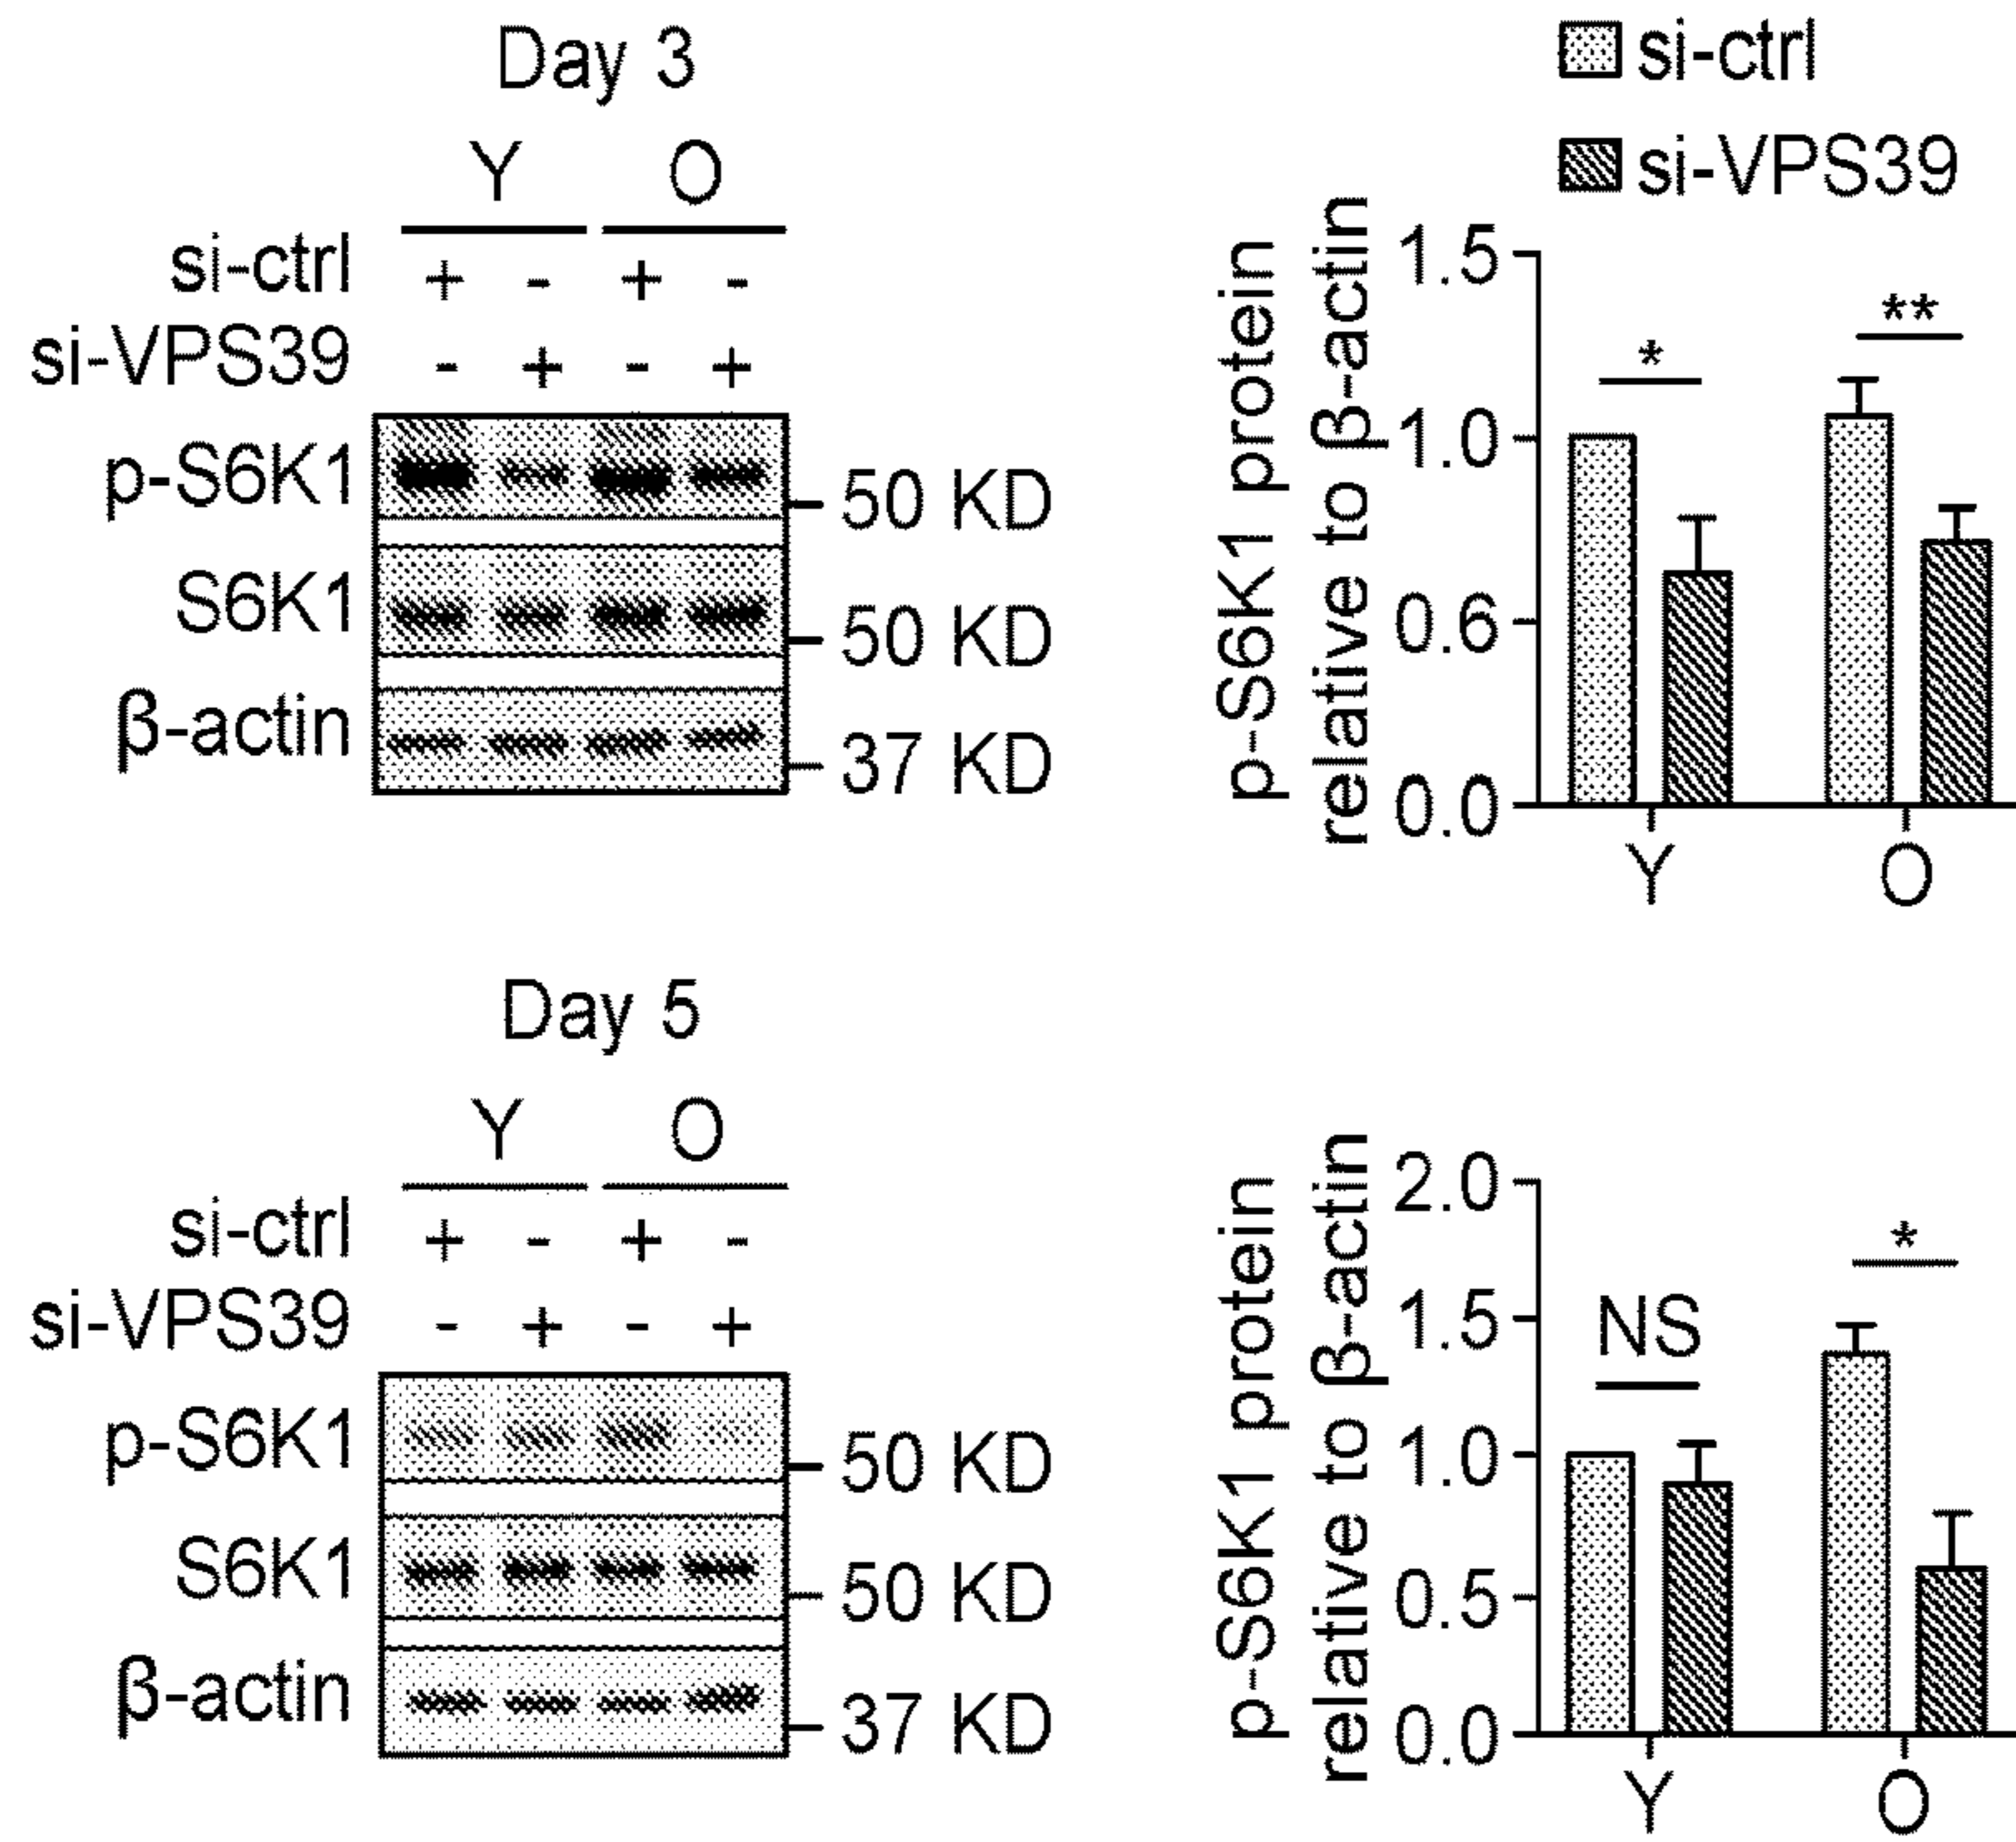 Day 3
Y O
si-ctrl + - + -
si-VPS39 - + - +
p-S6K1 50 KD
S6K1 50 KD
β-actin 37 KD
si-ctrl
si-VPS39
p-S6K1 protein
relative to β-actin
1.5
1.0
0.6
0.0
* **
Y O
Day 5
Y O
si-ctrl + - + -
si-VPS39 - + - +
p-S6K1 50 KD
S6K1 50 KD
β-actin 37 KD
p-S6K1 protein
relative to β-actin
2.0
1.5
1.0
0.5
0.0
NS *
Y O